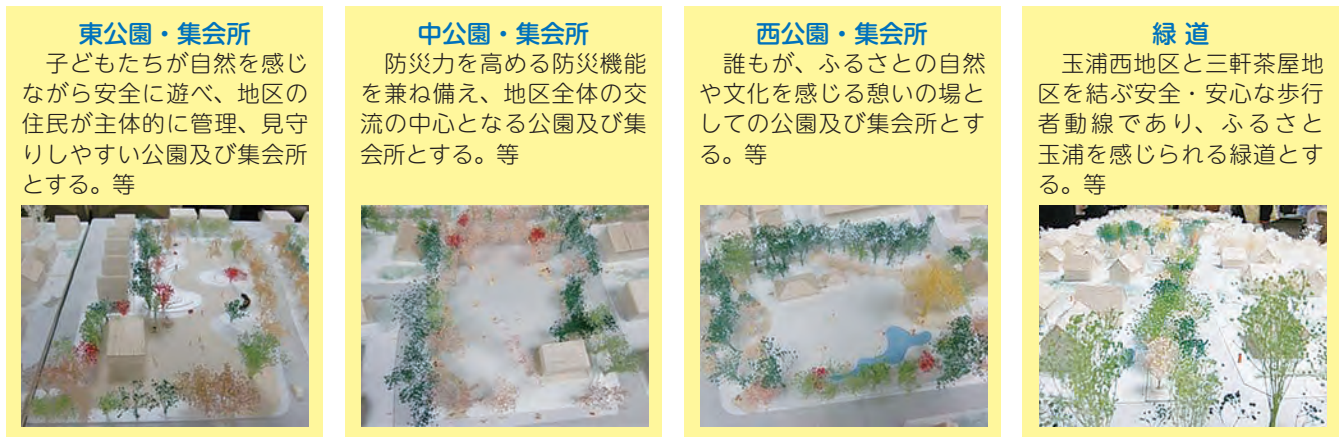 東公園・集会所
　子どもたちが自然を感じ
ながら安全に遊べ、地区の
住民が主体的に管理、見守
りしやすい公園及び集会所
とする。等
中公園・集会所
　防災力を高める防災機能
を兼ね備え、地区全体の交
流の中心となる公園及び集
会所とする。等
西公園・集会所
　誰もが、ふるさとの自然
や文化を感じる憩いの場と
しての公園及び集会所とす
る。等
緑 道
　玉浦西地区と三軒茶屋地
区を結ぶ安全・安心な歩行
者動線であり、ふるさと
玉浦を感じられる緑道とす
る。等